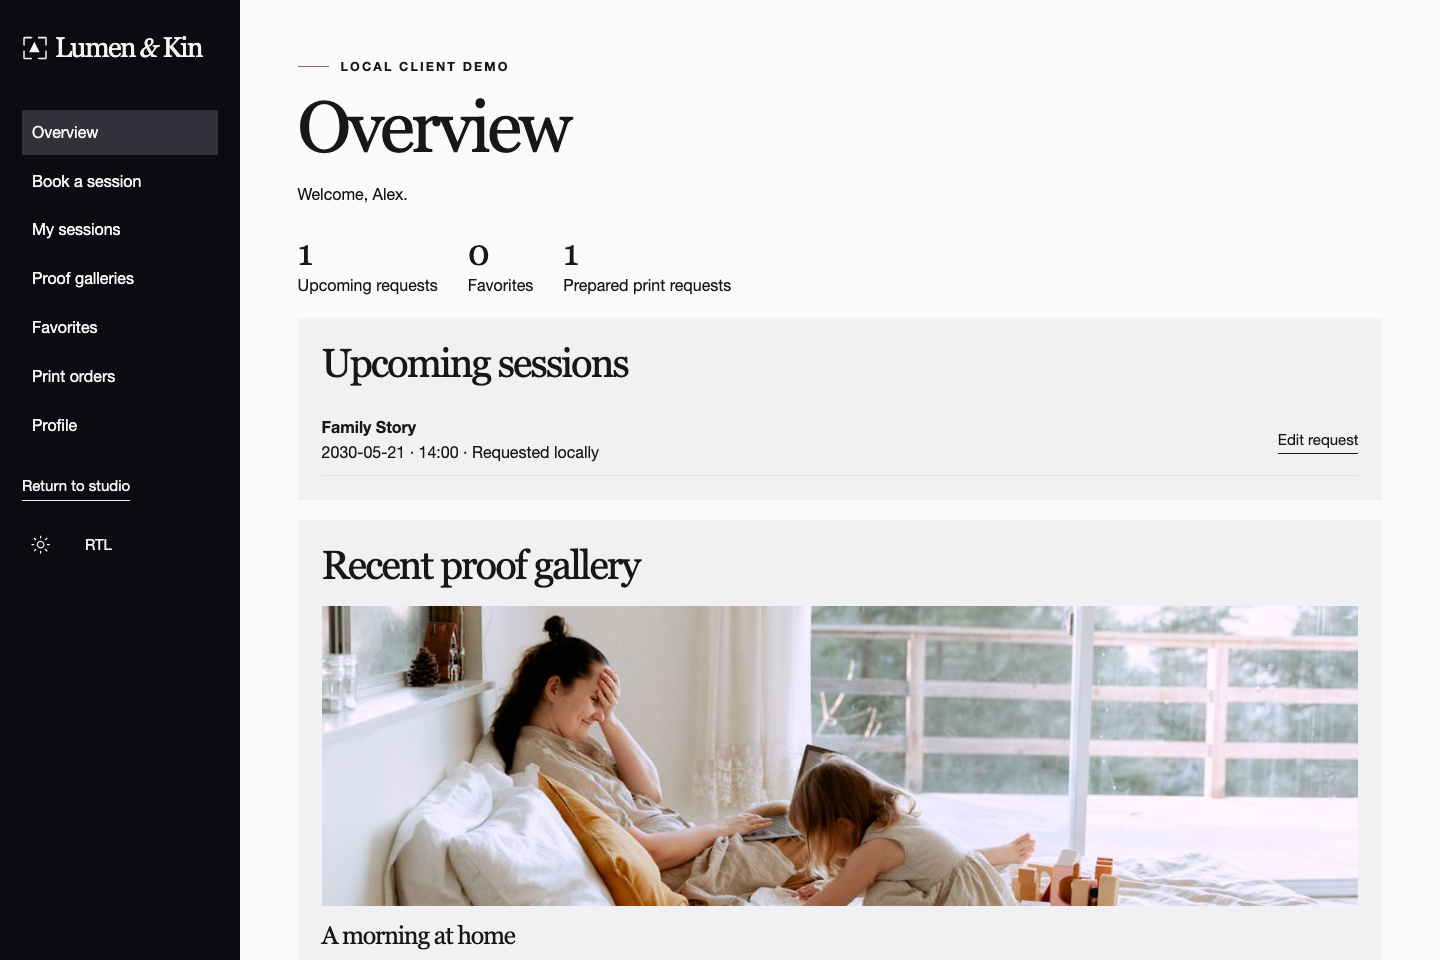 Lumen & Kin
Overview
Book a session
My sessions
Proof galleries
Favorites
Print orders
Profile
Return to studio
RTL
LOCAL CLIENT DEMO
Overview
Welcome, Alex.
1
Upcoming requests
0
Favorites
1
Prepared print requests
Upcoming sessions
Family Story
2030-05-21 · 14:00 · Requested locally
Edit request
Recent proof gallery
A morning at home